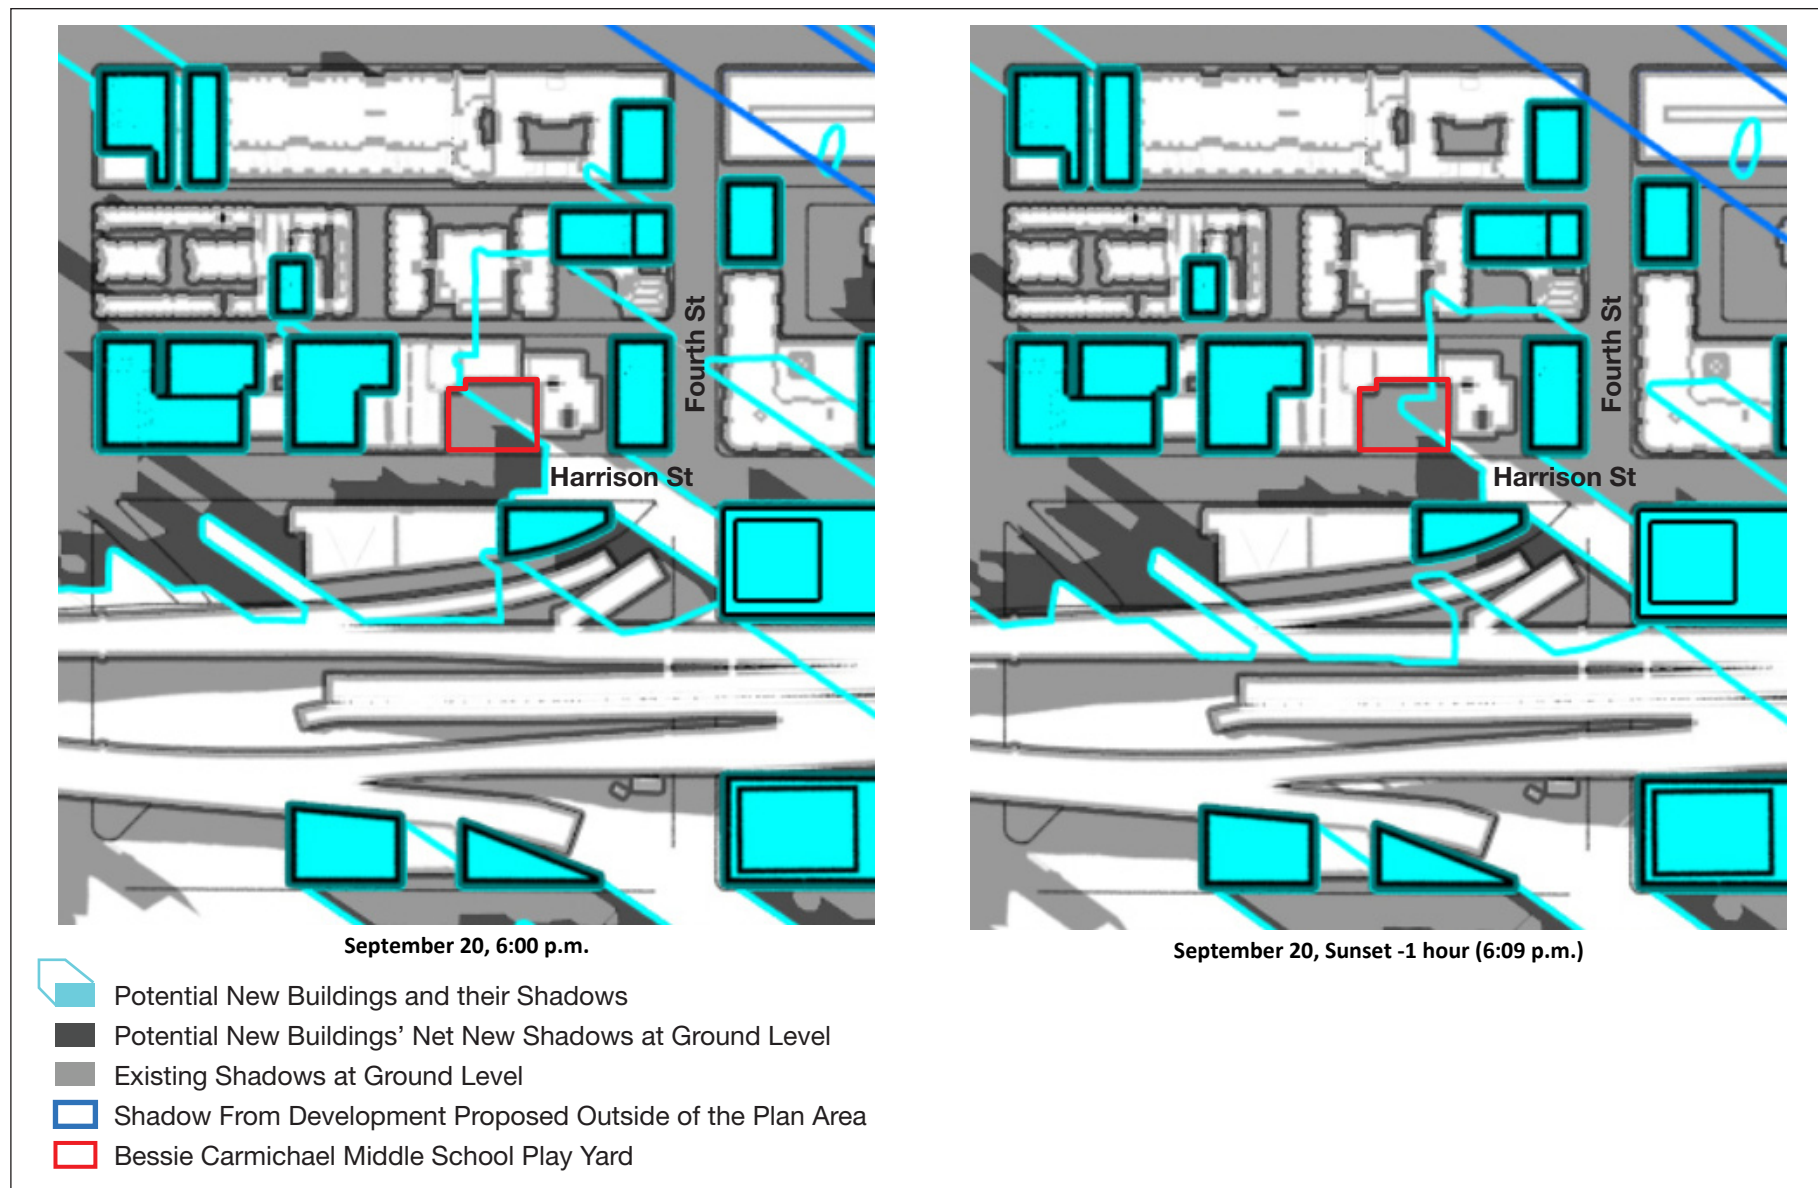 Fourth St
Harrison St
September 20, 6:00 p.m.
Fourth St
Harrison St
September 20, Sunset -1 hour (6:09 p.m.)
Potential New Buildings and their Shadows
Potential New Buildings' Net New Shadows at Ground Level
Existing Shadows at Ground Level
Shadow From Development Proposed Outside of the Plan Area
Bessie Carmichael Middle School Play Yard